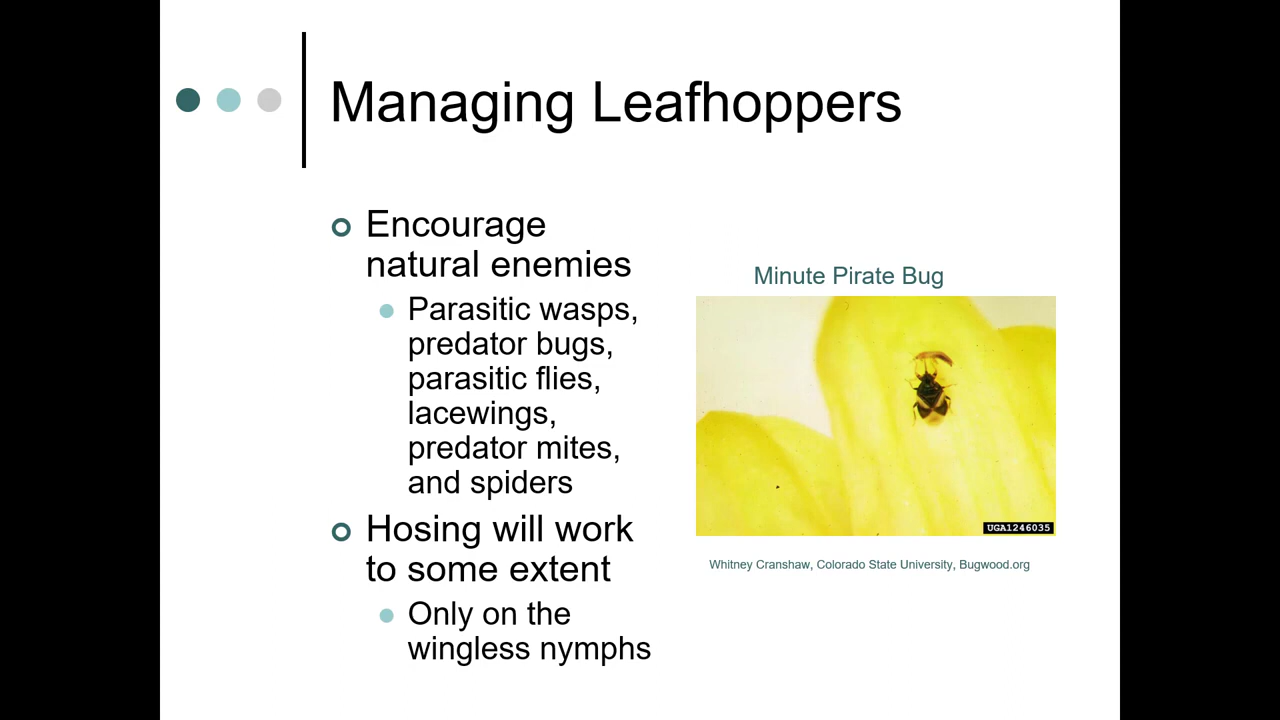 Managing Leafhoppers
Encourage
natural enemies
Parasitic wasps,
predator bugs,
parasitic flies,
lacewings,
predator mites,
and spiders
Hosing will work
to some extent
Only on the
wingless nymphs
Minute Pirate Bug
UGA1246035
Whitney Cranshaw, Colorado State University, Bugwood.org